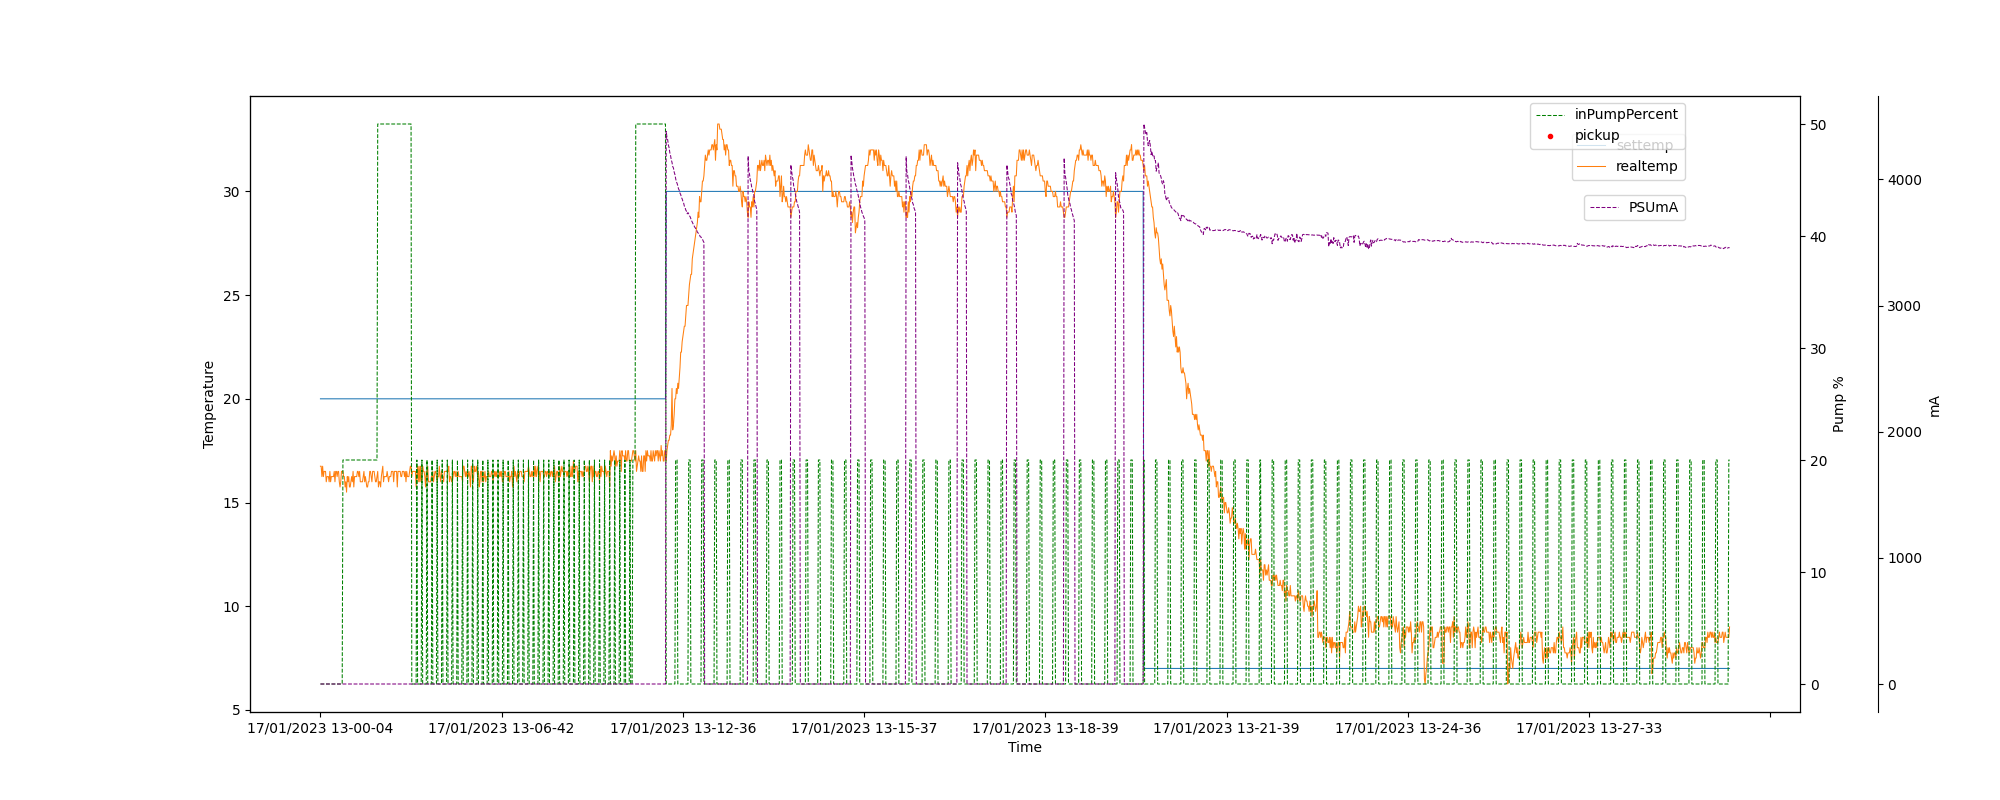 inPumpPercent
pickup
settemp
realtemp
PSUmA
Temperature
30
25
20
15
10
5
50
40
30
20
10
0
Pump %
4000
3000
2000
1000
0
mA
17/01/2023 13-00-04
17/01/2023 13-06-42
17/01/2023 13-12-36
17/01/2023 13-15-37
17/01/2023 13-18-39
17/01/2023 13-21-39
17/01/2023 13-24-36
17/01/2023 13-27-33
Time